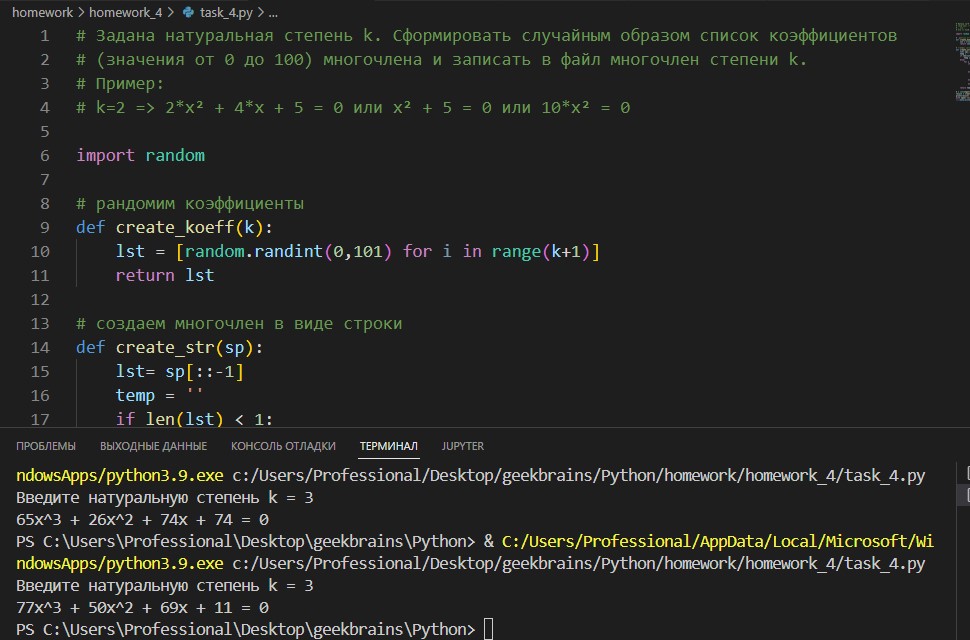 homework > homework_4 > task_4.py > ...
1 # Задана натуральная степень k. Сформировать случайным образом список коэффициентов
2 # (значения от 0 до 100) многочлена и записать в файл многочлен степени k.
3 # Пример:
4 # k=2 => 2*x² + 4*x + 5 = 0 или x² + 5 = 0 или 10*x² = 0
5
6 import random
7
8 # рандомим коэффициенты
9 def create_koeff(k):
10 lst = [random.randint(0,101) for i in range(k+1)]
11 return lst
12
13 # создаем многочлен в виде строки
14 def create_str(sp):
15 lst= sp[::-1]
16 temp = ''
17 if len(lst) < 1:
ПРОБЛЕМЫ ВЫХОДНЫЕ ДАННЫЕ КОНСОЛЬ ОТЛАДКИ ТЕРМИНАЛ JUPYTER
ndowsApps/python3.9.exe c:/Users/Professional/Desktop/geekbrains/Python/homework/homework_4/task_4.py
Введите натуральную степень k = 3
65x^3 + 26x^2 + 74x + 74 = 0
PS C:\Users\Professional\Desktop\geekbrains\Python> & C:/Users/Professional/AppData/Local/Microsoft/Wi
ndowsApps/python3.9.exe c:/Users/Professional/Desktop/geekbrains/Python/homework/homework_4/task_4.py
Введите натуральную степень k = 3
77x^3 + 50x^2 + 69x + 11 = 0
PS C:\Users\Professional\Desktop\geekbrains\Python>